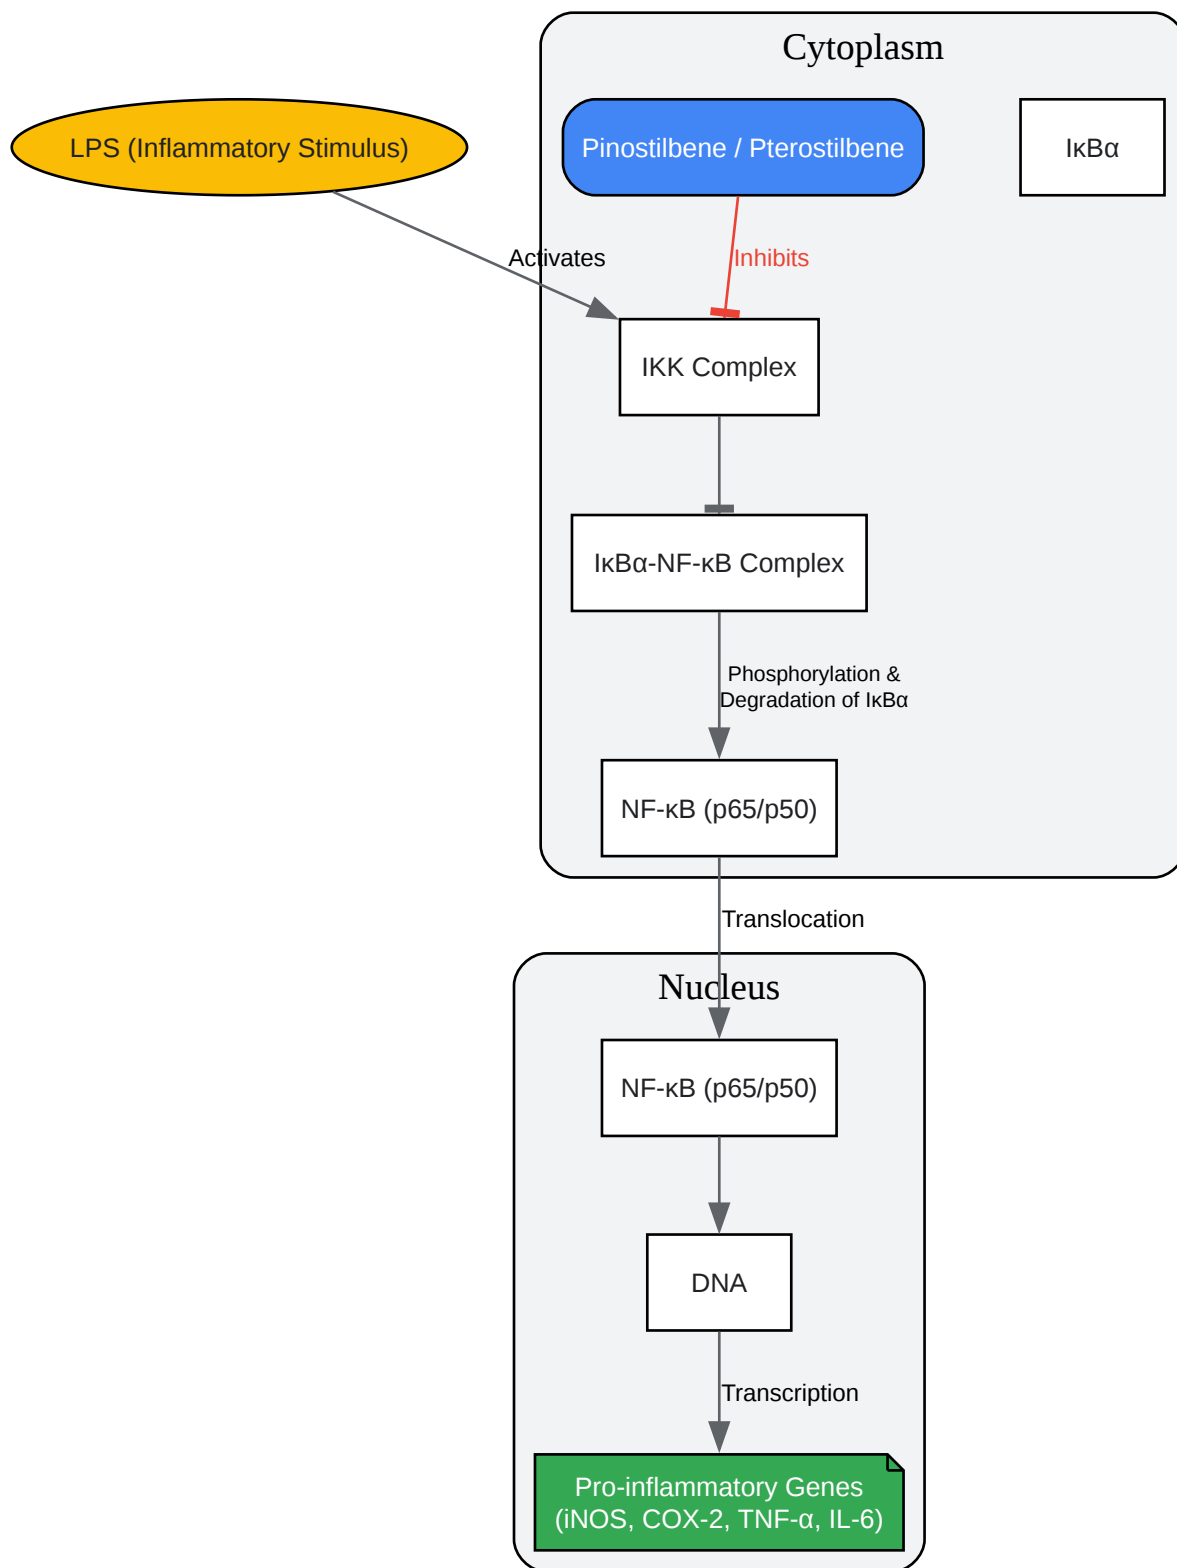 Cytoplasm
LPS (Inflammatory Stimulus)
Pinostilbene / Pterostilbene
IκBα
Activates
Inhibits
IKK Complex
IκBα-NF-κB Complex
Phosphorylation &
Degradation of IκBα
NF-κB (p65/p50)
Translocation
Nucleus
NF-κB (p65/p50)
DNA
Transcription
Pro-inflammatory Genes
(iNOS, COX-2, TNF-α, IL-6)